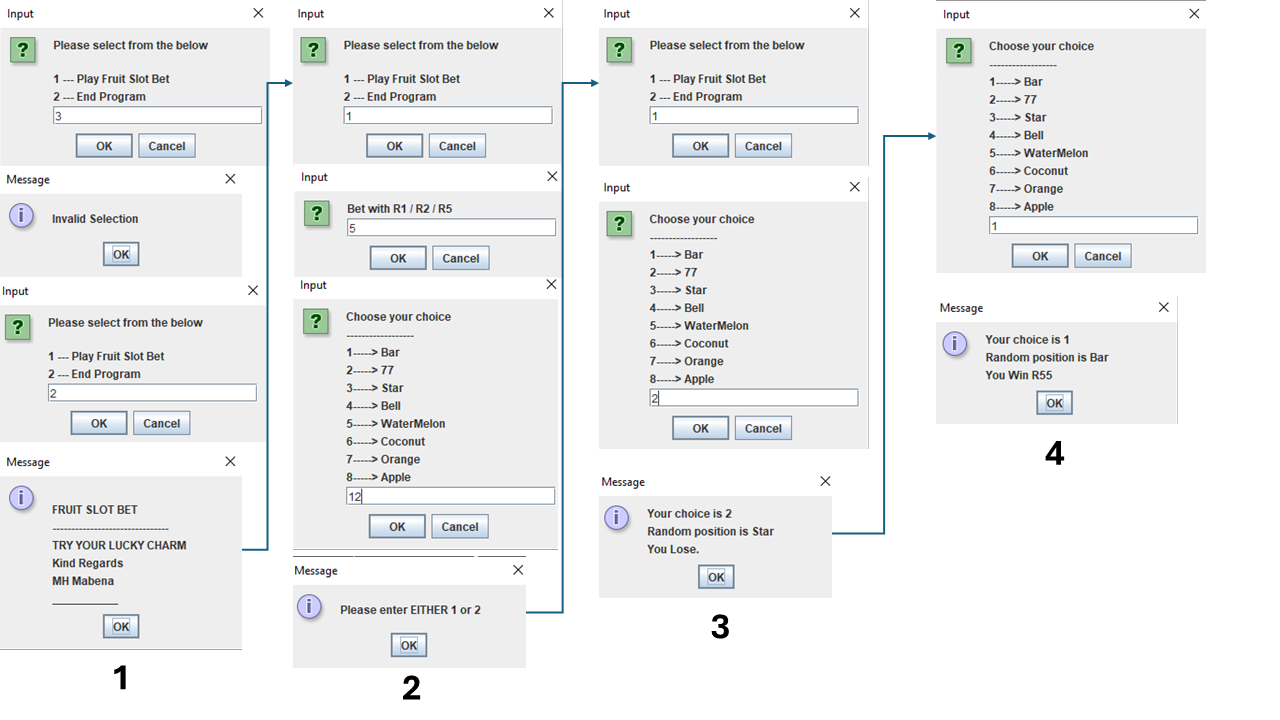 Input
Please select from the below
1 --- Play Fruit Slot Bet
2 --- End Program
3
OK Cancel
Message
Invalid Selection
OK
Input
Please select from the below
1 --- Play Fruit Slot Bet
2 --- End Program
2
OK Cancel
Message
FRUIT SLOT BET
-------------------------------
TRY YOUR LUCKY CHARM
Kind Regards
MH Mabena
___________
OK
1
Input
Please select from the below
1 --- Play Fruit Slot Bet
2 --- End Program
1
OK Cancel
Input
Bet with R1 / R2 / R5
5
OK Cancel
Input
Choose your choice
------------------
1-----> Bar
2-----> 77
3-----> Star
4-----> Bell
5-----> WaterMelon
6-----> Coconut
7-----> Orange
8-----> Apple
12
OK Cancel
Message
Please enter EITHER 1 or 2
OK
2
Input
Please select from the below
1 --- Play Fruit Slot Bet
2 --- End Program
1
OK Cancel
Input
Choose your choice
------------------
1-----> Bar
2-----> 77
3-----> Star
4-----> Bell
5-----> WaterMelon
6-----> Coconut
7-----> Orange
8-----> Apple
2
OK Cancel
Message
Your choice is 2
Random position is Star
You Lose.
OK
3
Input
Choose your choice
------------------
1-----> Bar
2-----> 77
3-----> Star
4-----> Bell
5-----> WaterMelon
6-----> Coconut
7-----> Orange
8-----> Apple
1
OK Cancel
Message
Your choice is 1
Random position is Bar
You Win R55
OK
4